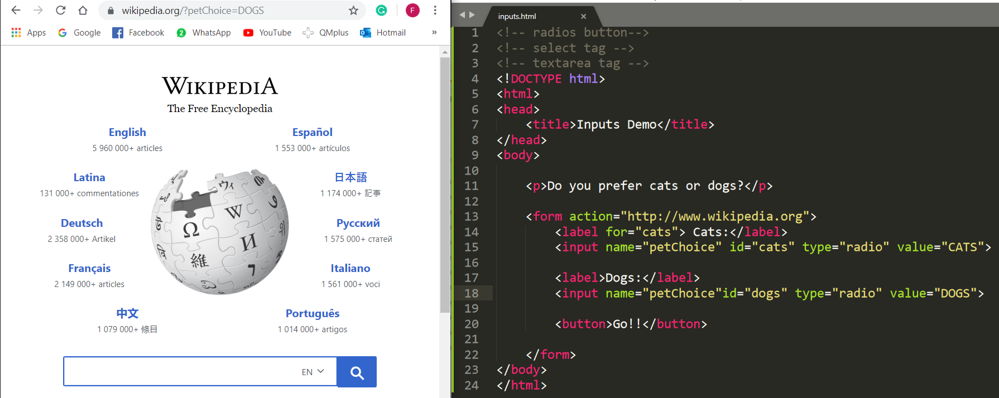 wikipedia.org/?petChoice=DOGS
F
Apps Google Facebook 2 WhatsApp YouTube QMplus Hotmail »
WIKIPEDIA
The Free Encyclopedia
English
5 960 000+ articles
Español
1 553 000+ artículos
Latina
131 000+ commentationes
日本語
1 174 000+ 記事
Deutsch
2 358 000+ Artikel
Русский
1 575 000+ статей
Français
2 149 000+ articles
Italiano
1 561 000+ voci
中文
1 079 000+ 條目
Português
1 014 000+ artigos
Ω
W
И
維
ウィ
EN
inputs.html
1 <!-- radios button-->
2 <!-- select tag -->
3 <!-- textarea tag -->
4 <!DOCTYPE html>
5 <html>
6 <head>
7 <title>Inputs Demo</title>
8 </head>
9 <body>
10
11 <p>Do you prefer cats or dogs?</p>
12
13 <form action="http://www.wikipedia.org">
14 <label for="cats"> Cats:</label>
15 <input name="petChoice" id="cats" type="radio" value="CATS">
16
17 <label>Dogs:</label>
18 <input name="petChoice"id="dogs" type="radio" value="DOGS">
19
20 <button>Go!!</button>
21
22 </form>
23 </body>
24 </html>